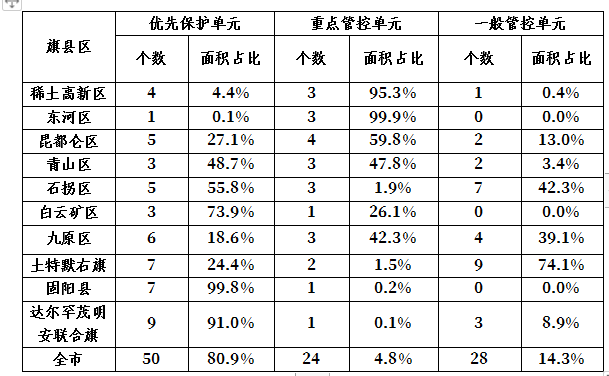 旗县区 优先保护单元 重点管控单元 一般管控单元
个数 面积占比 个数 面积占比 个数 面积占比
稀土高新区 4 4.4% 3 95.3% 1 0.4%
东河区 1 0.1% 3 99.9% 0 0.0%
昆都仑区 5 27.1% 4 59.8% 2 13.0%
青山区 3 48.7% 3 47.8% 2 3.4%
石拐区 5 55.8% 3 1.9% 7 42.3%
白云矿区 3 73.9% 1 26.1% 0 0.0%
九原区 6 18.6% 3 42.3% 4 39.1%
土特默右旗 7 24.4% 2 1.5% 9 74.1%
固阳县 7 99.8% 1 0.2% 0 0.0%
达尔罕茂明
安联合旗 9 91.0% 1 0.1% 3 8.9%
全市 50 80.9% 24 4.8% 28 14.3%